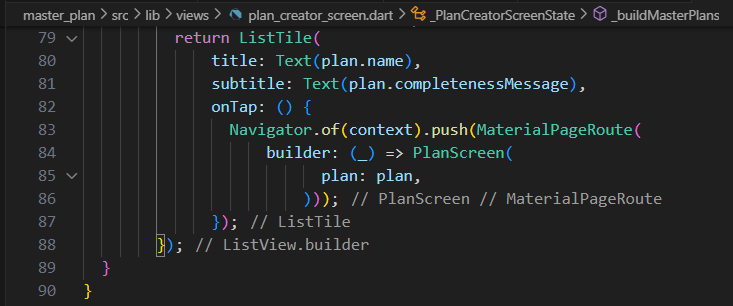 master_plan > src > lib > views > plan_creator_screen.dart > _PlanCreatorScreenState > _buildMasterPlans
79 return ListTile(
80 title: Text(plan.name),
81 subtitle: Text(plan.completenessMessage),
82 onTap: () {
83 Navigator.of(context).push(MaterialPageRoute(
84 builder: (_) => PlanScreen(
85 plan: plan,
86 ))); // PlanScreen // MaterialPageRoute
87 }); // ListTile
88 }); // ListView.builder
89 }
90 }